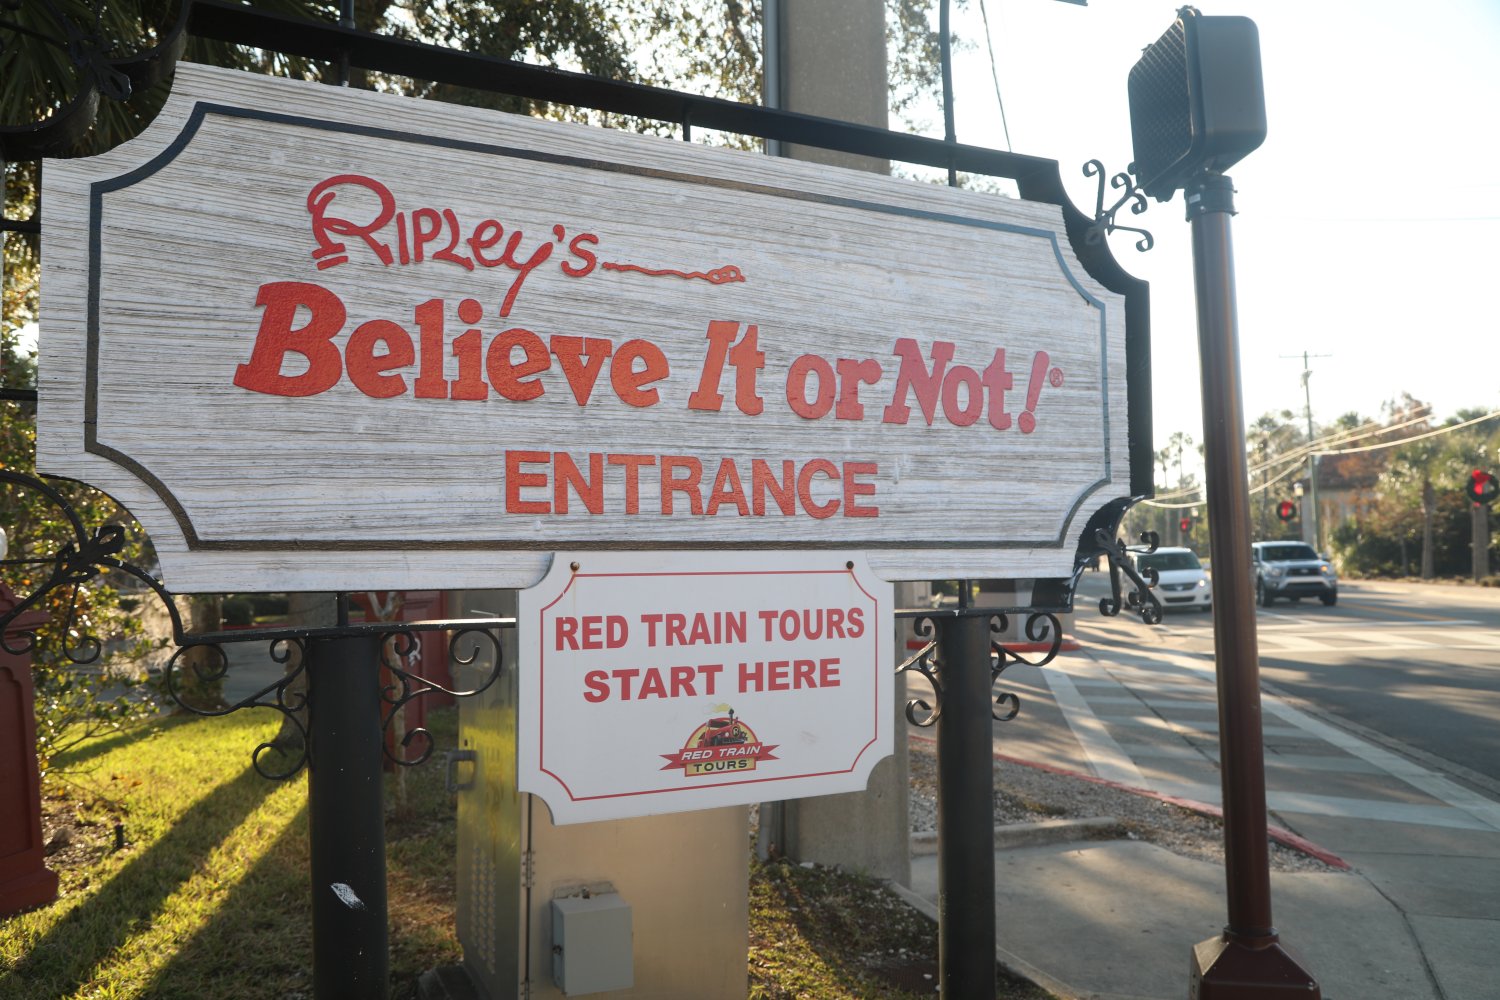 Ripley's
Believe It or Not!®
ENTRANCE
RED TRAIN TOURS
START HERE
RED TRAIN
TOURS